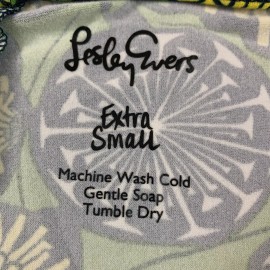 Lesley Evers
Extra
Small
Machine Wash Cold
Gentle Soap
Tumble Dry